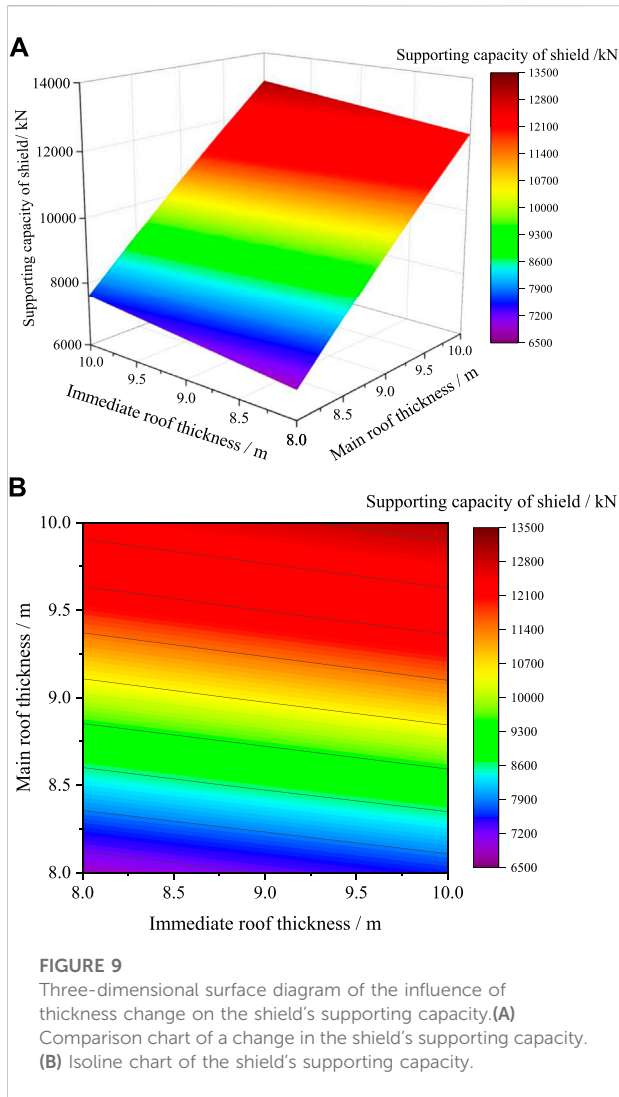 A
Supporting capacity of shield /kN
14000
12000
10000
8000
6000
Supporting capacity of shield/ kN
13500
12800
12100
11400
10700
10000
9300
8600
7900
7200
6500
10.0
9.5
9.0
8.5
8.0
Immediate roof thickness / m
8.0
8.5
9.0
9.5
10.0
Main roof thickness / m
B
Supporting capacity of shield / kN
10.0
9.5
9.0
8.5
8.0
Main roof thickness / m
8.0 8.5 9.0 9.5 10.0
Immediate roof thickness / m
13500
12800
12100
11400
10700
10000
9300
8600
7900
7200
6500
FIGURE 9
Three-dimensional surface diagram of the influence of
thickness change on the shield’s supporting capacity.(A)
Comparison chart of a change in the shield’s supporting capacity.
(B) Isoline chart of the shield’s supporting capacity.